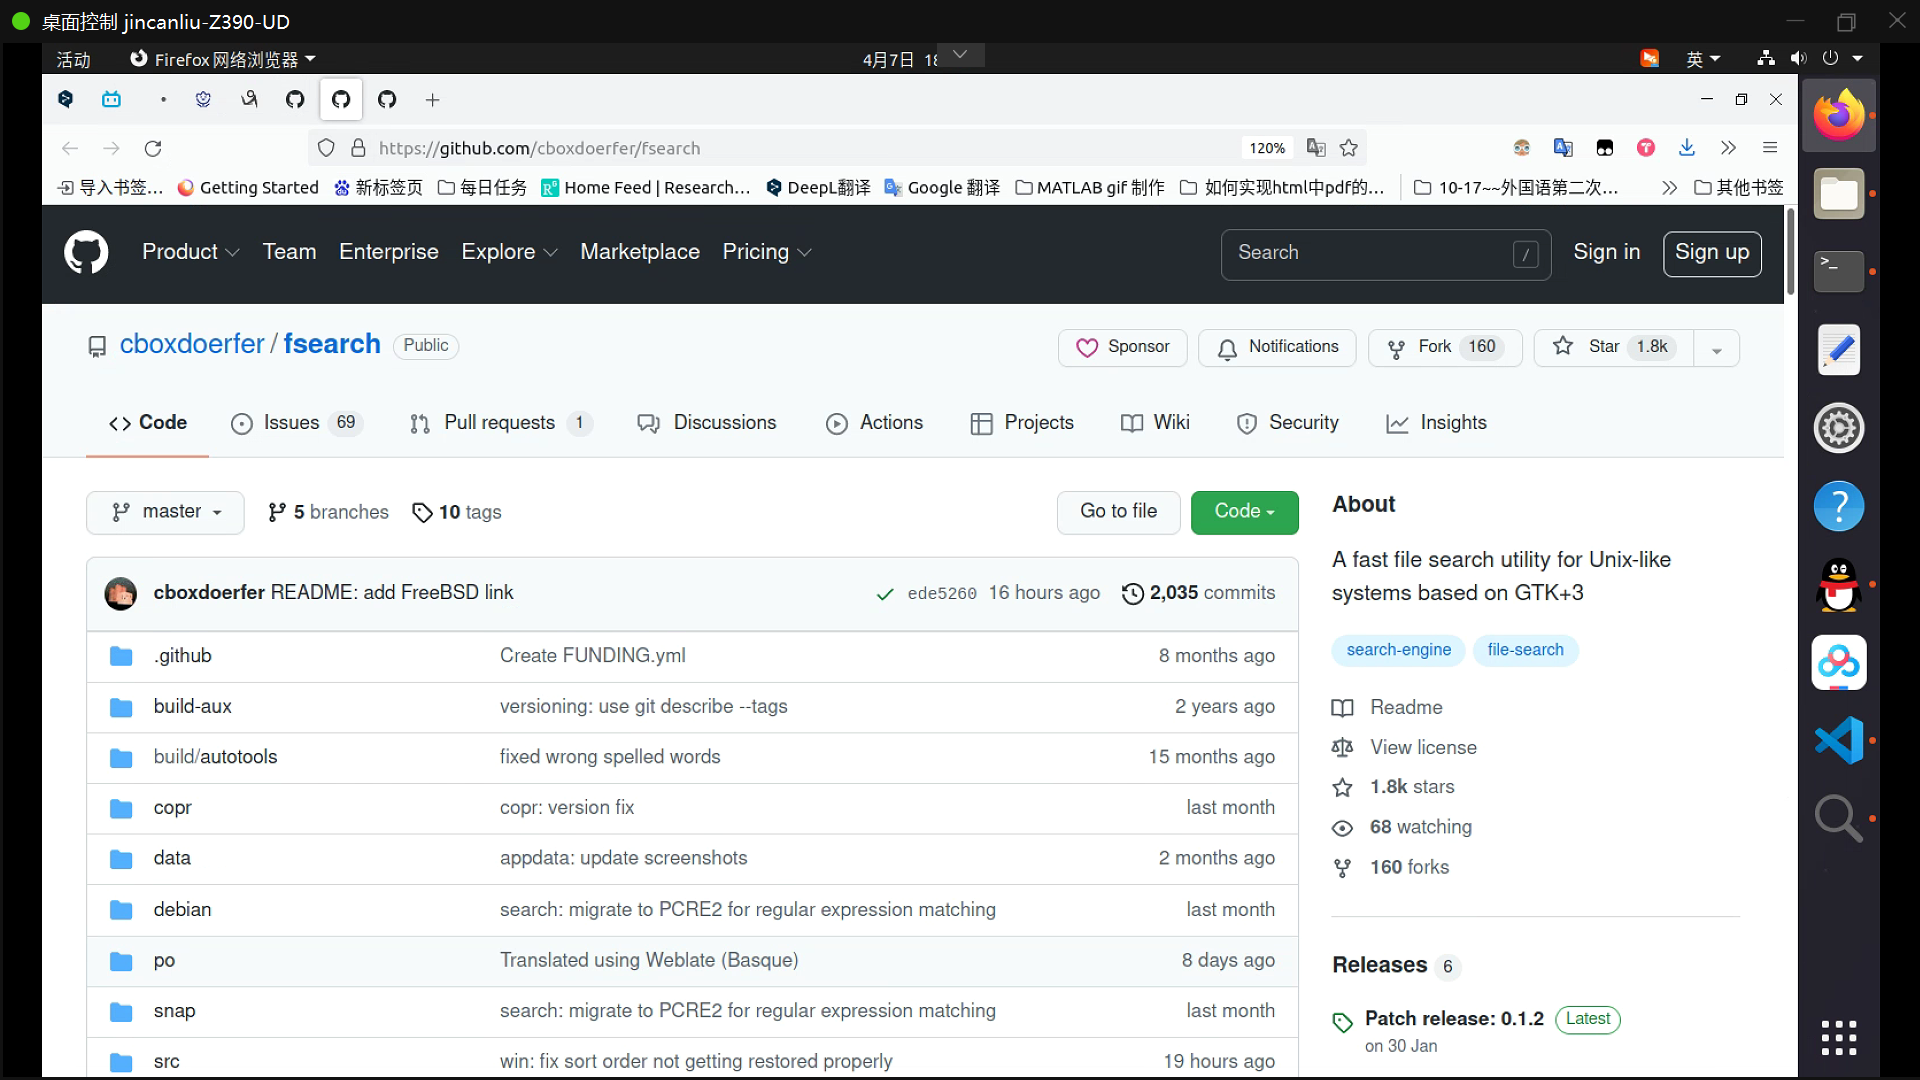 桌面控制 jincanliu-Z390-UD
活动 Firefox 网络浏览器 4月7日 英
https://github.com/cboxdoerfer/fsearch 120%
导入书签... Getting Started 新标签页 每日任务 Home Feed | Research... DeepL翻译 Google 翻译 MATLAB gif 制作 如何实现html中pdf的... 10-17~~外国语第二次... 其他书签
Product Team Enterprise Explore Marketplace Pricing Search / Sign in Sign up
cboxdoerfer / fsearch Public Sponsor Notifications Fork 160 Star 1.8k
Code Issues 69 Pull requests 1 Discussions Actions Projects Wiki Security Insights
master 5 branches 10 tags Go to file Code
cboxdoerfer README: add FreeBSD link ede5260 16 hours ago 2,035 commits
.github Create FUNDING.yml 8 months ago
build-aux versioning: use git describe --tags 2 years ago
build/autotools fixed wrong spelled words 15 months ago
copr copr: version fix last month
data appdata: update screenshots 2 months ago
debian search: migrate to PCRE2 for regular expression matching last month
po Translated using Weblate (Basque) 8 days ago
snap search: migrate to PCRE2 for regular expression matching last month
src win: fix sort order not getting restored properly 19 hours ago
About
A fast file search utility for Unix-like
systems based on GTK+3
search-engine file-search
Readme
View license
1.8k stars
68 watching
160 forks
Releases 6
Patch release: 0.1.2 Latest
on 30 Jan